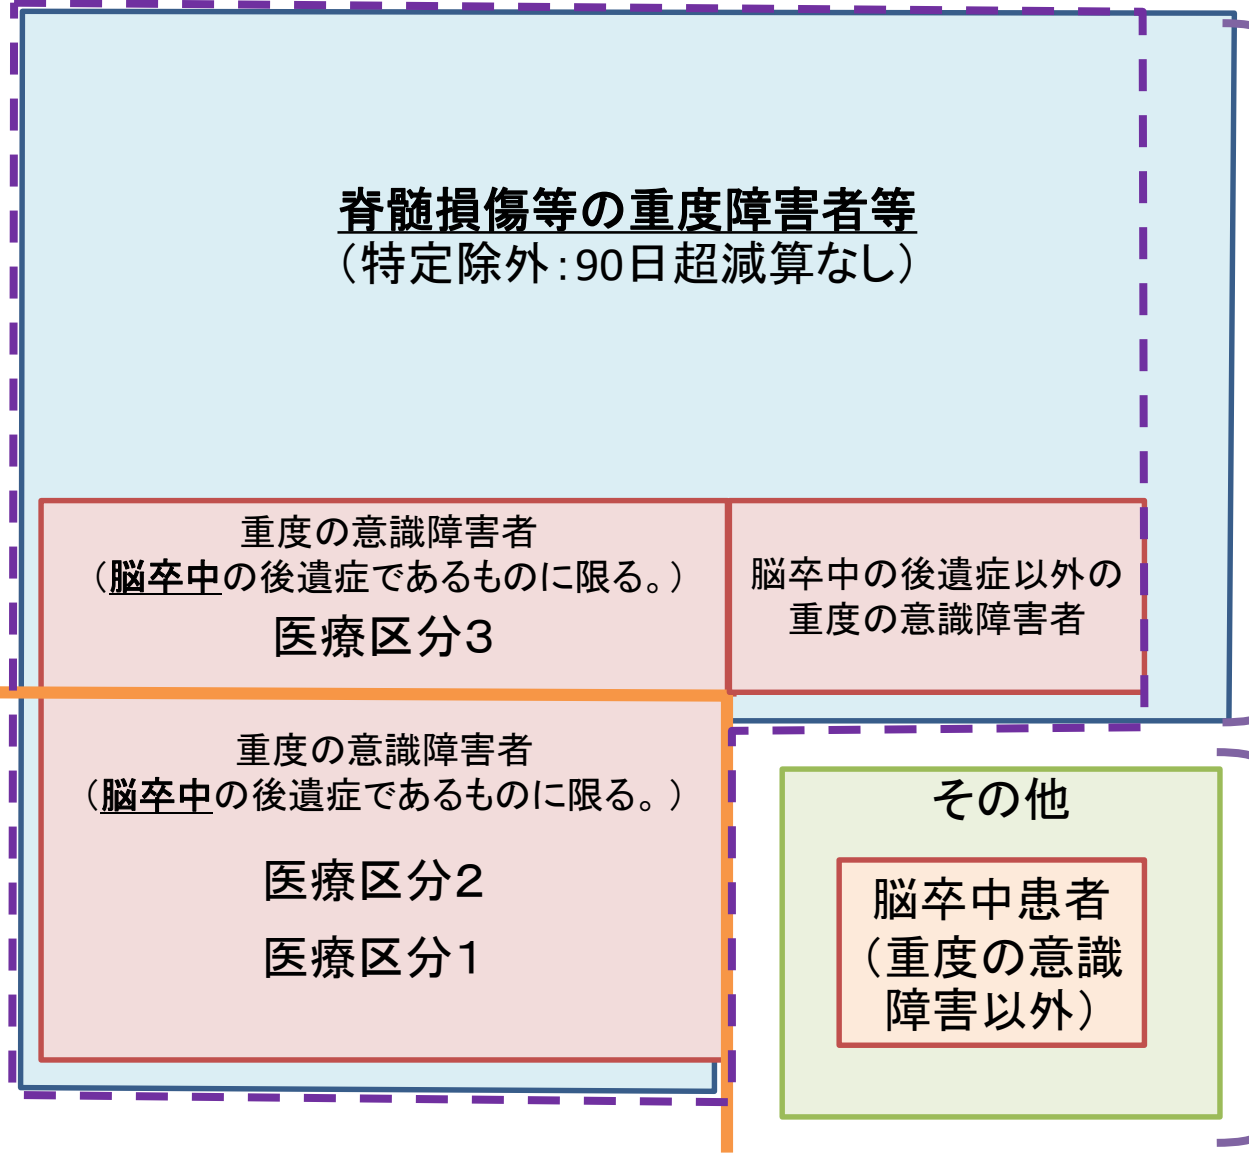 脊髄損傷等の重度障害者等
（特定除外：90日超減算なし）
重度の意識障害者
（脳卒中の後遺症であるものに限る。）
医療区分３
脳卒中の後遺症以外の
重度の意識障害者
重度の意識障害者
（脳卒中の後遺症であるものに限る。）
医療区分２
医療区分１
その他
脳卒中患者
（重度の意識
障害以外）